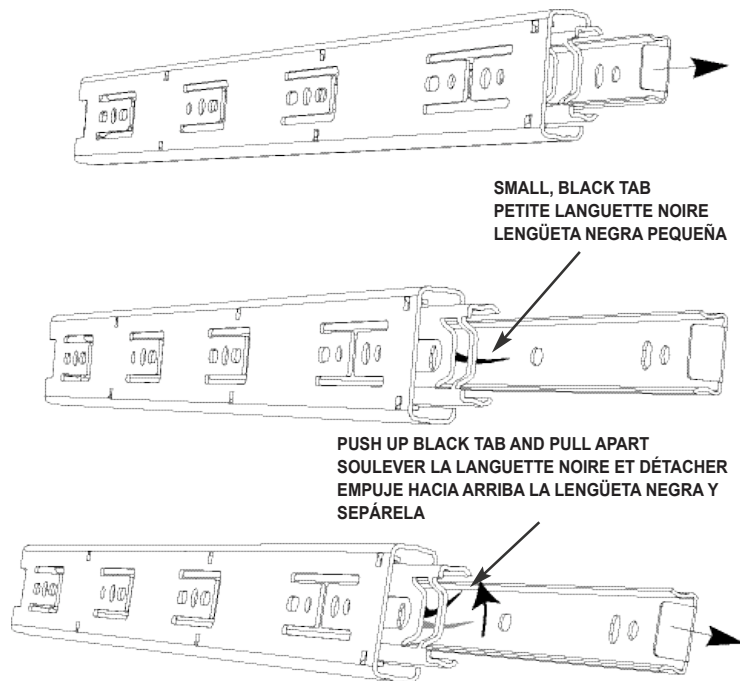 SMALL, BLACK TAB
PETITE LANGUETTE NOIRE
LENGÜETA NEGRA PEQUEÑA
PUSH UP BLACK TAB AND PULL APART
SOULEVER LA LANGUETTE NOIRE ET DÉTACHER
EMPUJE HACIA ARRIBA LA LENGÜETA NEGRA Y
SEPÁRELA